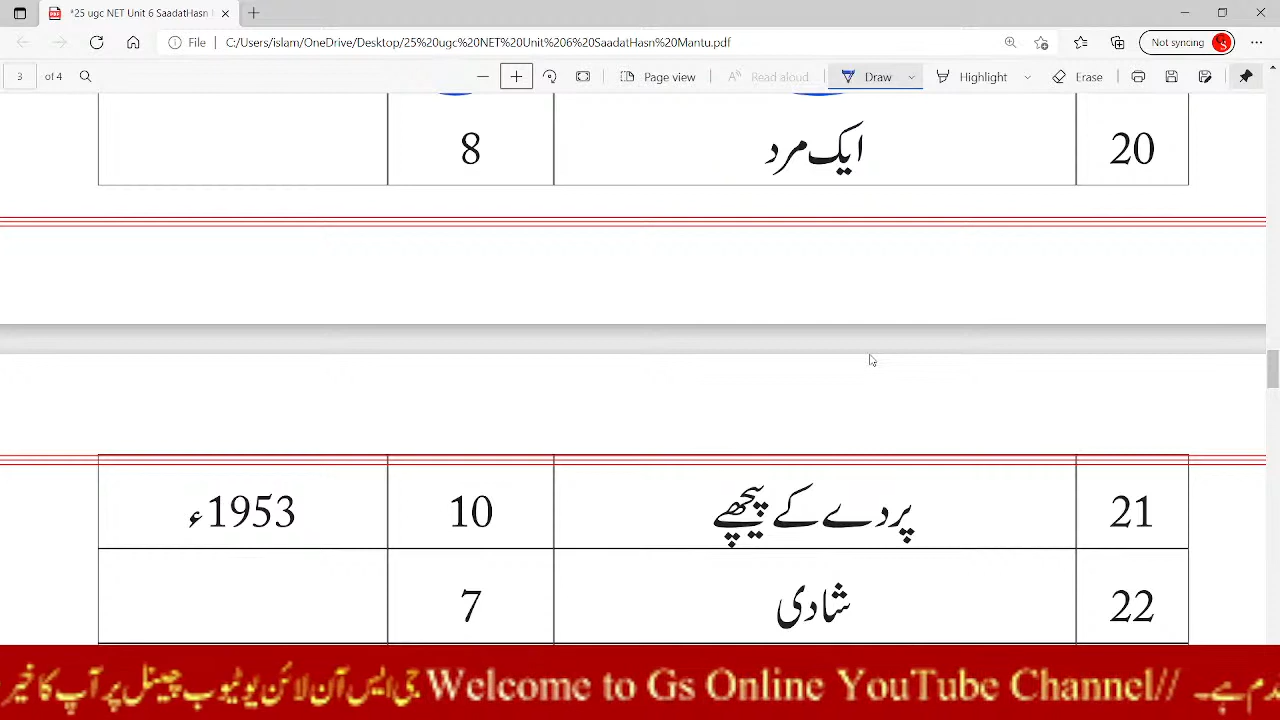 *25 ugc NET Unit 6 SaadatHasn
File C:/Users/islam/OneDrive/Desktop/25%20ugc%20NET%20Unit%206%20SaadatHasn%20Mantu.pdf Not syncing
3 of 4 Page view Read aloud Draw Highlight Erase
20 ایک مرد 8
21 پردے کے پیچھے 10 1953ء
22 شادی 7
جی ایس آن لائن یوٹیوب چینل پر آپ کا خیر Welcome to Gs Online YouTube Channel// دم ہے۔